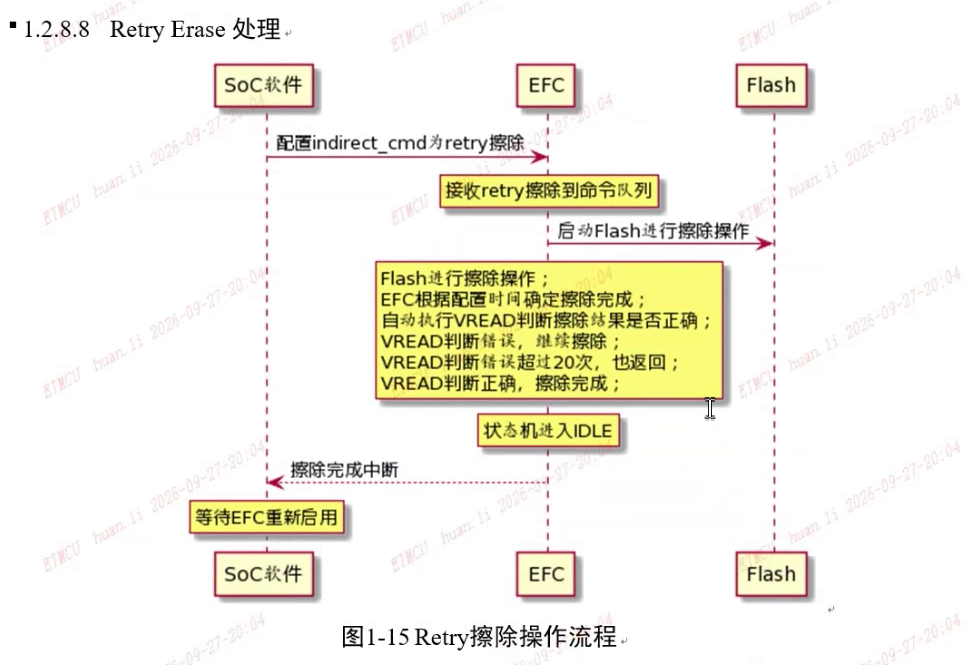 1.2.8.8 Retry Erase 处理
SoC软件
EFC
Flash
配置indirect_cmd为retry擦除
接收retry擦除到命令队列
启动Flash进行擦除操作
Flash进行擦除操作；
EFC根据配置时间确定擦除完成；
自动执行VREAD判断擦除结果是否正确；
VREAD判断错误，继续擦除；
VREAD判断错误超过20次，也返回；
VREAD判断正确，擦除完成；
状态机进入IDLE
擦除完成中断
等待EFC重新启用
SoC软件
EFC
Flash
图1-15 Retry擦除操作流程
ETMCU huan.li 2026-09-27-20:04